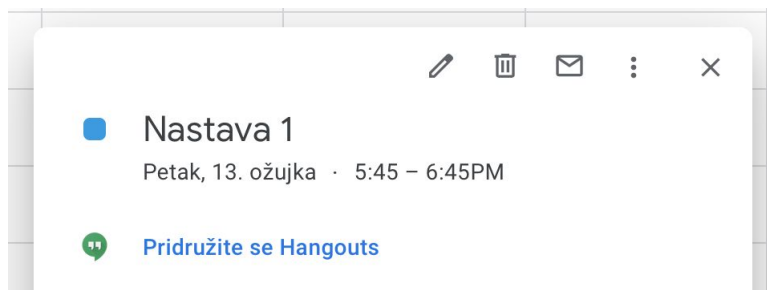 Nastava 1
Petak, 13. ožujka · 5:45 – 6:45PM
Pridružite se Hangouts